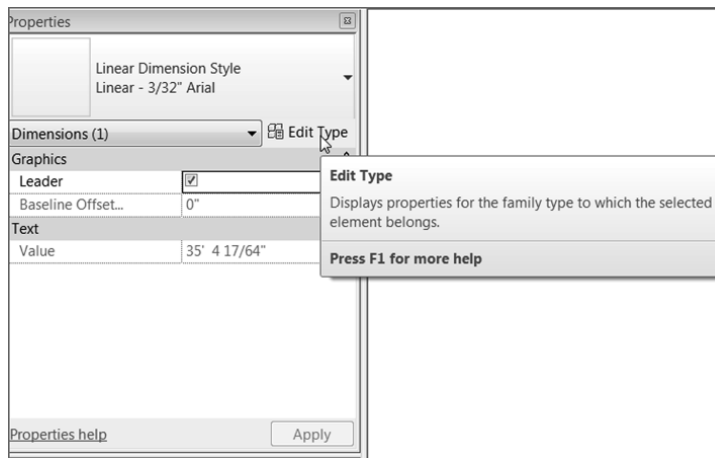 Properties
Linear Dimension Style
Linear - 3/32" Arial
Dimensions (1)
Edit Type
Graphics
Leader
Baseline Offset...
0"
Text
Value
35' 4 17/64"
Edit Type
Displays properties for the family type to which the selected
element belongs.
Press F1 for more help
Properties help
Apply